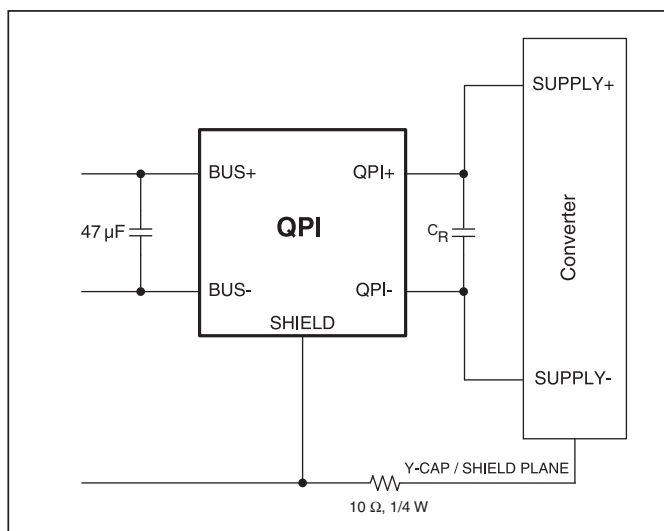 SUPPLY+
BUS+
QPI+
47 µF
QPI
C_R
Converter
BUS-
QPI-
SHIELD
SUPPLY-
Y-CAP / SHIELD PLANE
10 Ω, 1/4 W